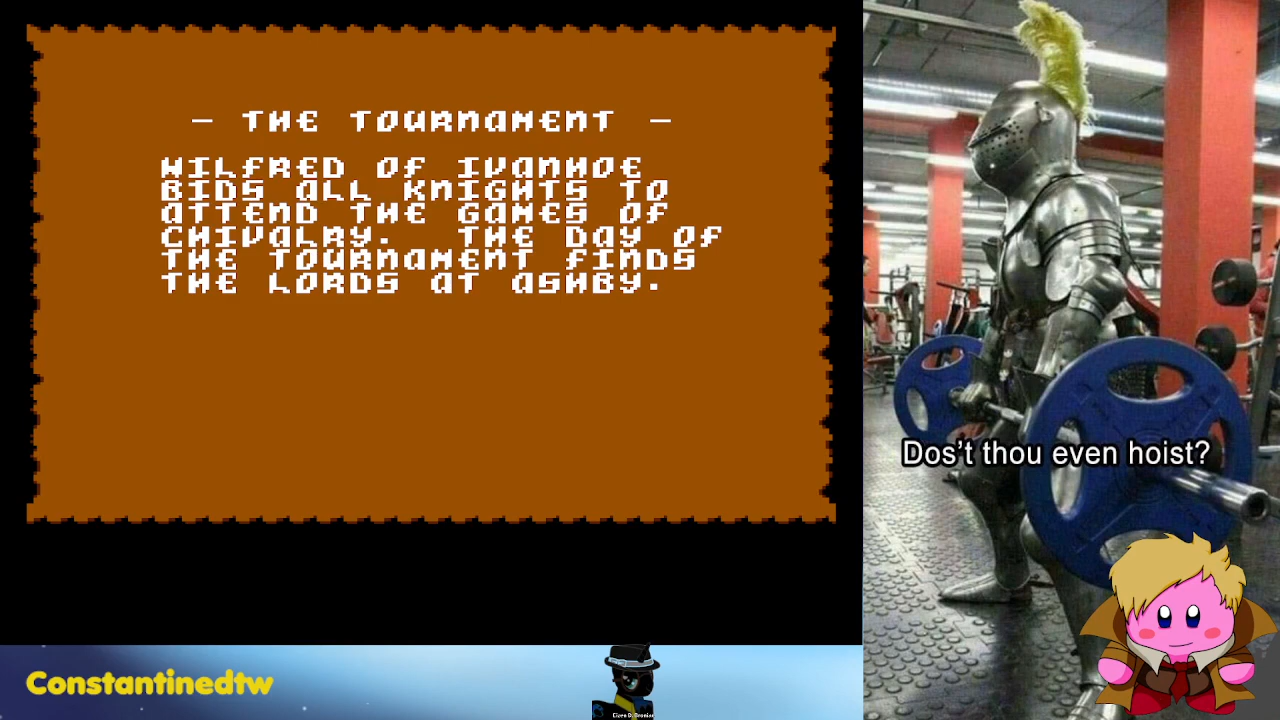 - THE TOURNAMENT -
WILFRED OF IVANHOE
BIDS ALL KNIGHTS TO
ATTEND THE GAMES OF
CHIVALRY. THE DAY OF
THE TOURNAMENT FINDS
THE LORDS AT ASHBY.
Dos't thou even hoist?
Constantinedtw